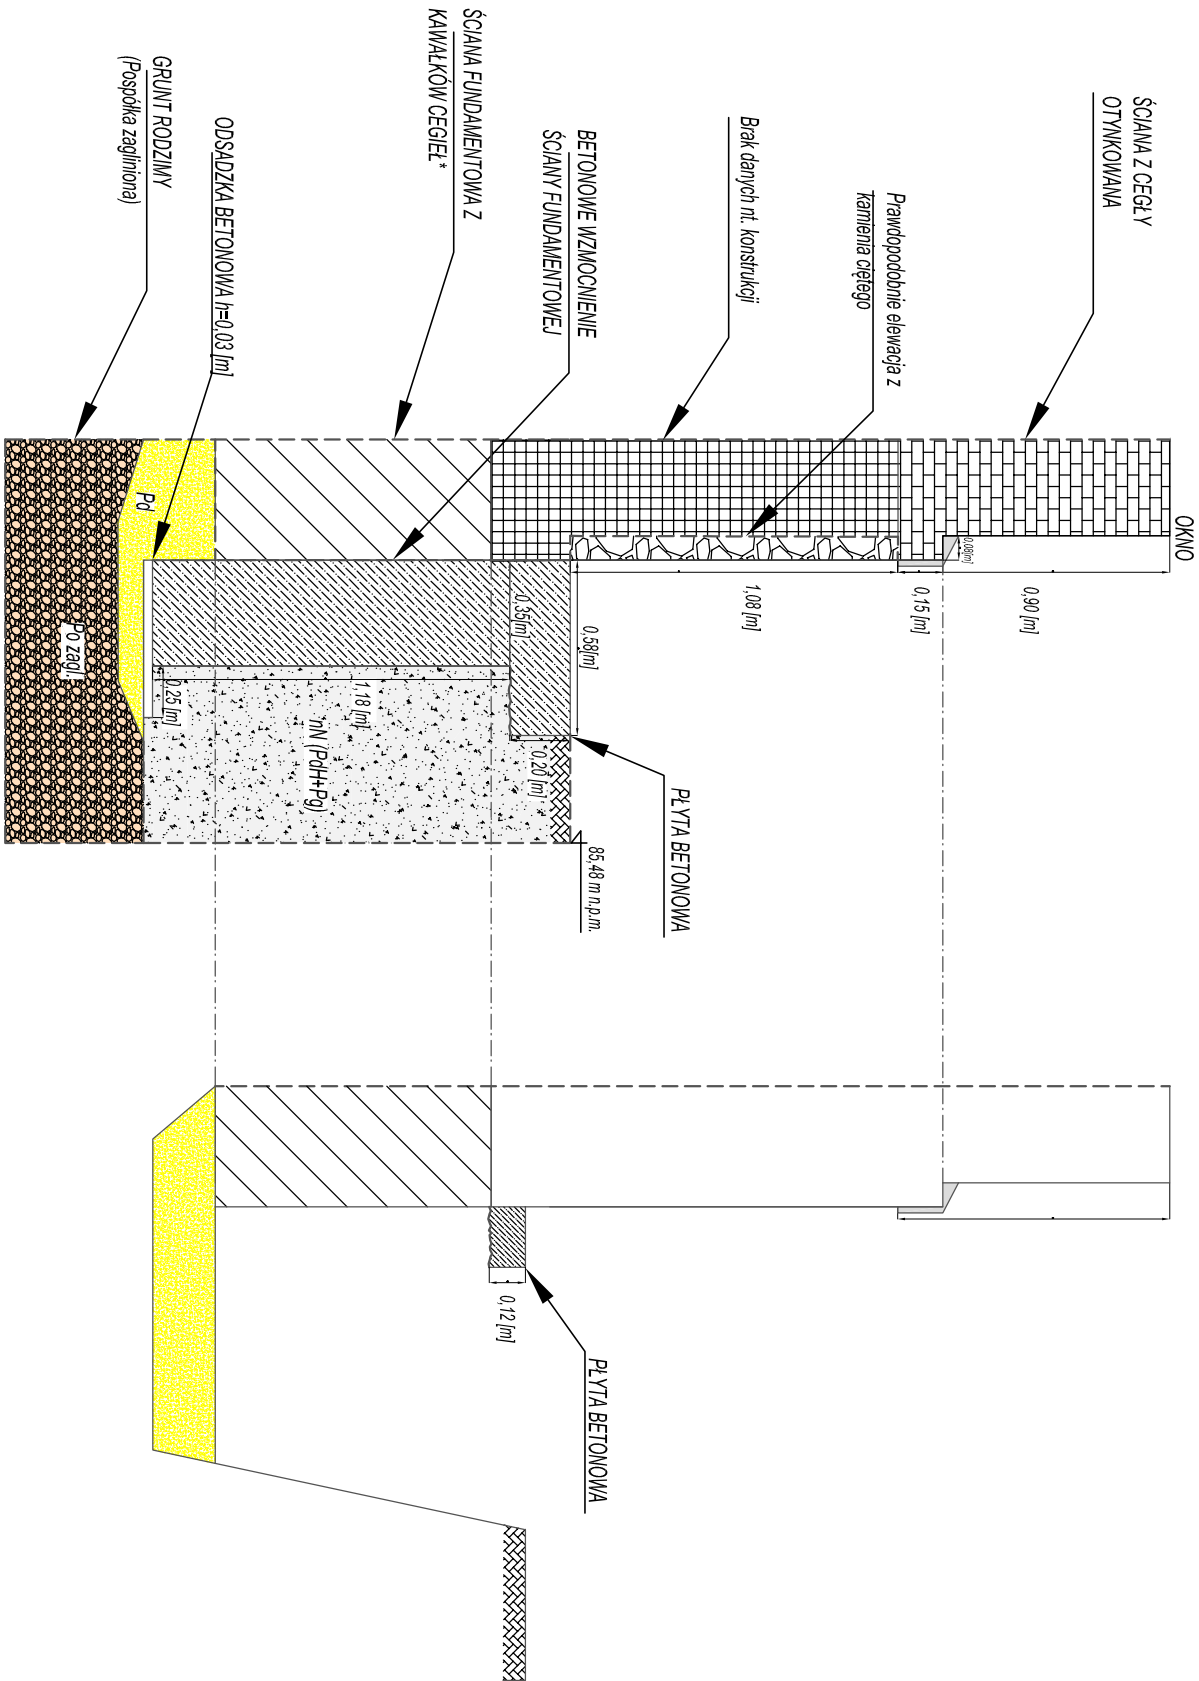 OKNO
ŚCIANA Z CEGŁY
OTYNKOWANA
Prawdopodobnie elewacja z
kamienia ciętego
Brak danych nt. konstrukcji
BETONOWE WZMOCNIENIE
ŚCIANY FUNDAMENTOWEJ
ŚCIANA FUNDAMENTOWA Z
KAWAŁKÓW CEGIEŁ*
ODSADZKA BETONOWA h=0,03 [m]
GRUNT RODZIMY
(Pospółka zagliniona)
0,08[m]
0,90 [m]
0,15 [m]
1,08 [m]
0,58[m]
0,35[m]
0,20 [m]
1,18 [m]
0,25 [m]
nN (PdH+Pg)
Pd
Po zagl.
PŁYTA BETONOWA
85,48 m n.p.m.
0,12 [m]
PŁYTA BETONOWA